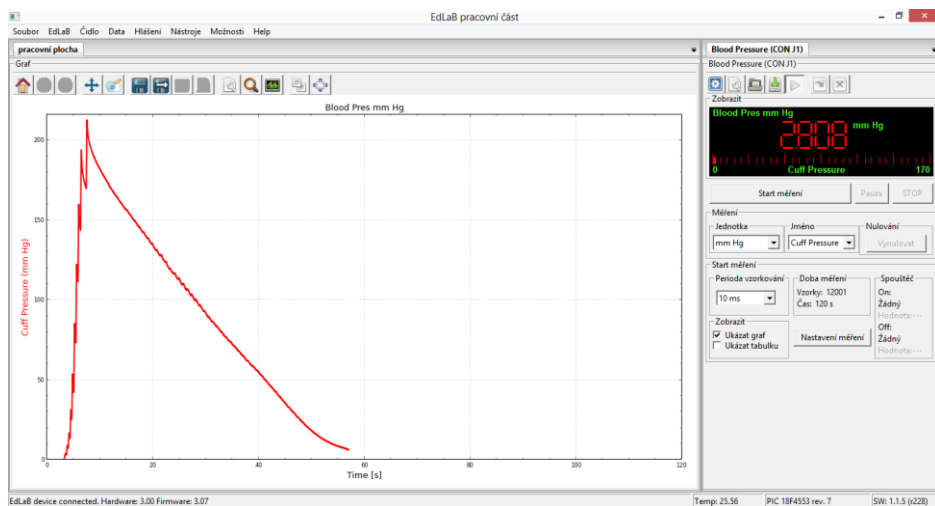 EdLaB pracovní část
Soubor EdLaB Čidlo Data Hlášení Nástroje Možnosti Help
pracovní plocha
Graf
Blood Pres mm Hg
200
150
100
50
0
Cuff Pressure (mm Hg)
0 20 40 60 80 100 120
Time [s]
Blood Pressure (CON J1)
Blood Pressure (CON J1)
Zobrazit
Blood Pres mm Hg
2.808 mm Hg
0 Cuff Pressure 170
Start měření Pauza STOP
Měření
Jednotka Jméno Nulování
mm Hg Cuff Pressure Vynulovat
Start měření
Perioda vzorkování Doba měření Spouštěč
10 ms
Vzorky: 12001
Čas: 120 s
On:
Žádný
Hodnota:---
Off:
Žádný
Hodnota:---
Zobrazit
Ukázat graf
Ukázat tabulku
Nastavení měření
EdLaB device connected. Hardware: 3.00 Firmware: 3.07 Temp: 25.56 PIC 18F4553 rev. 7 SW: 1.1.5 (r228)